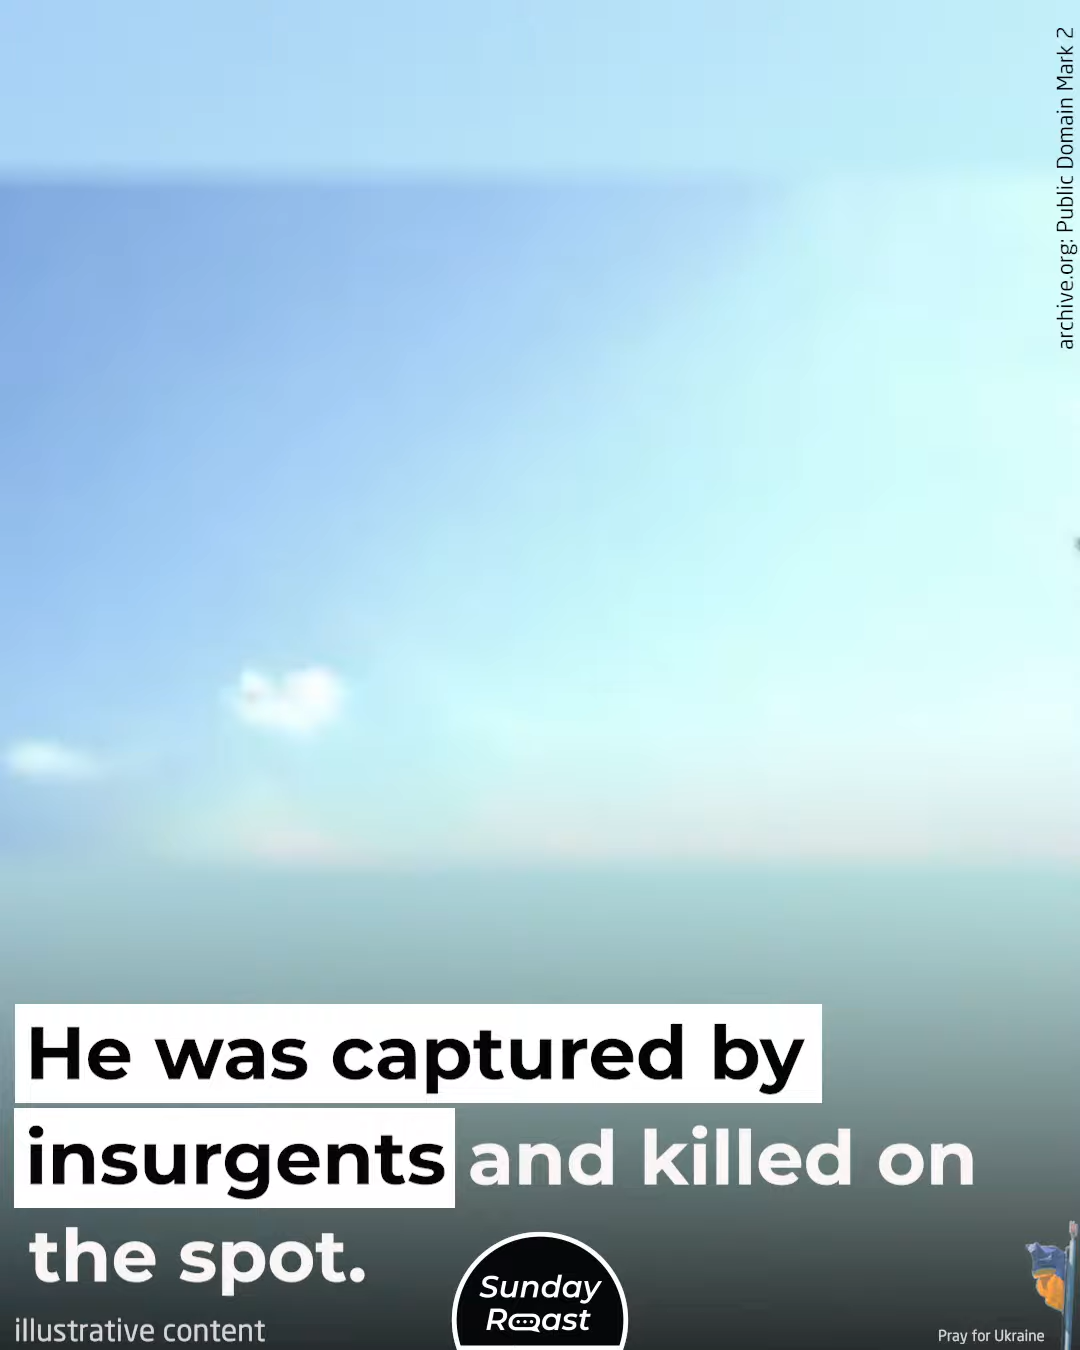 archive.org: Public Domain Mark 2
He was captured by
insurgents and killed on
the spot.
Sunday
Roast
illustrative content
Pray for Ukraine